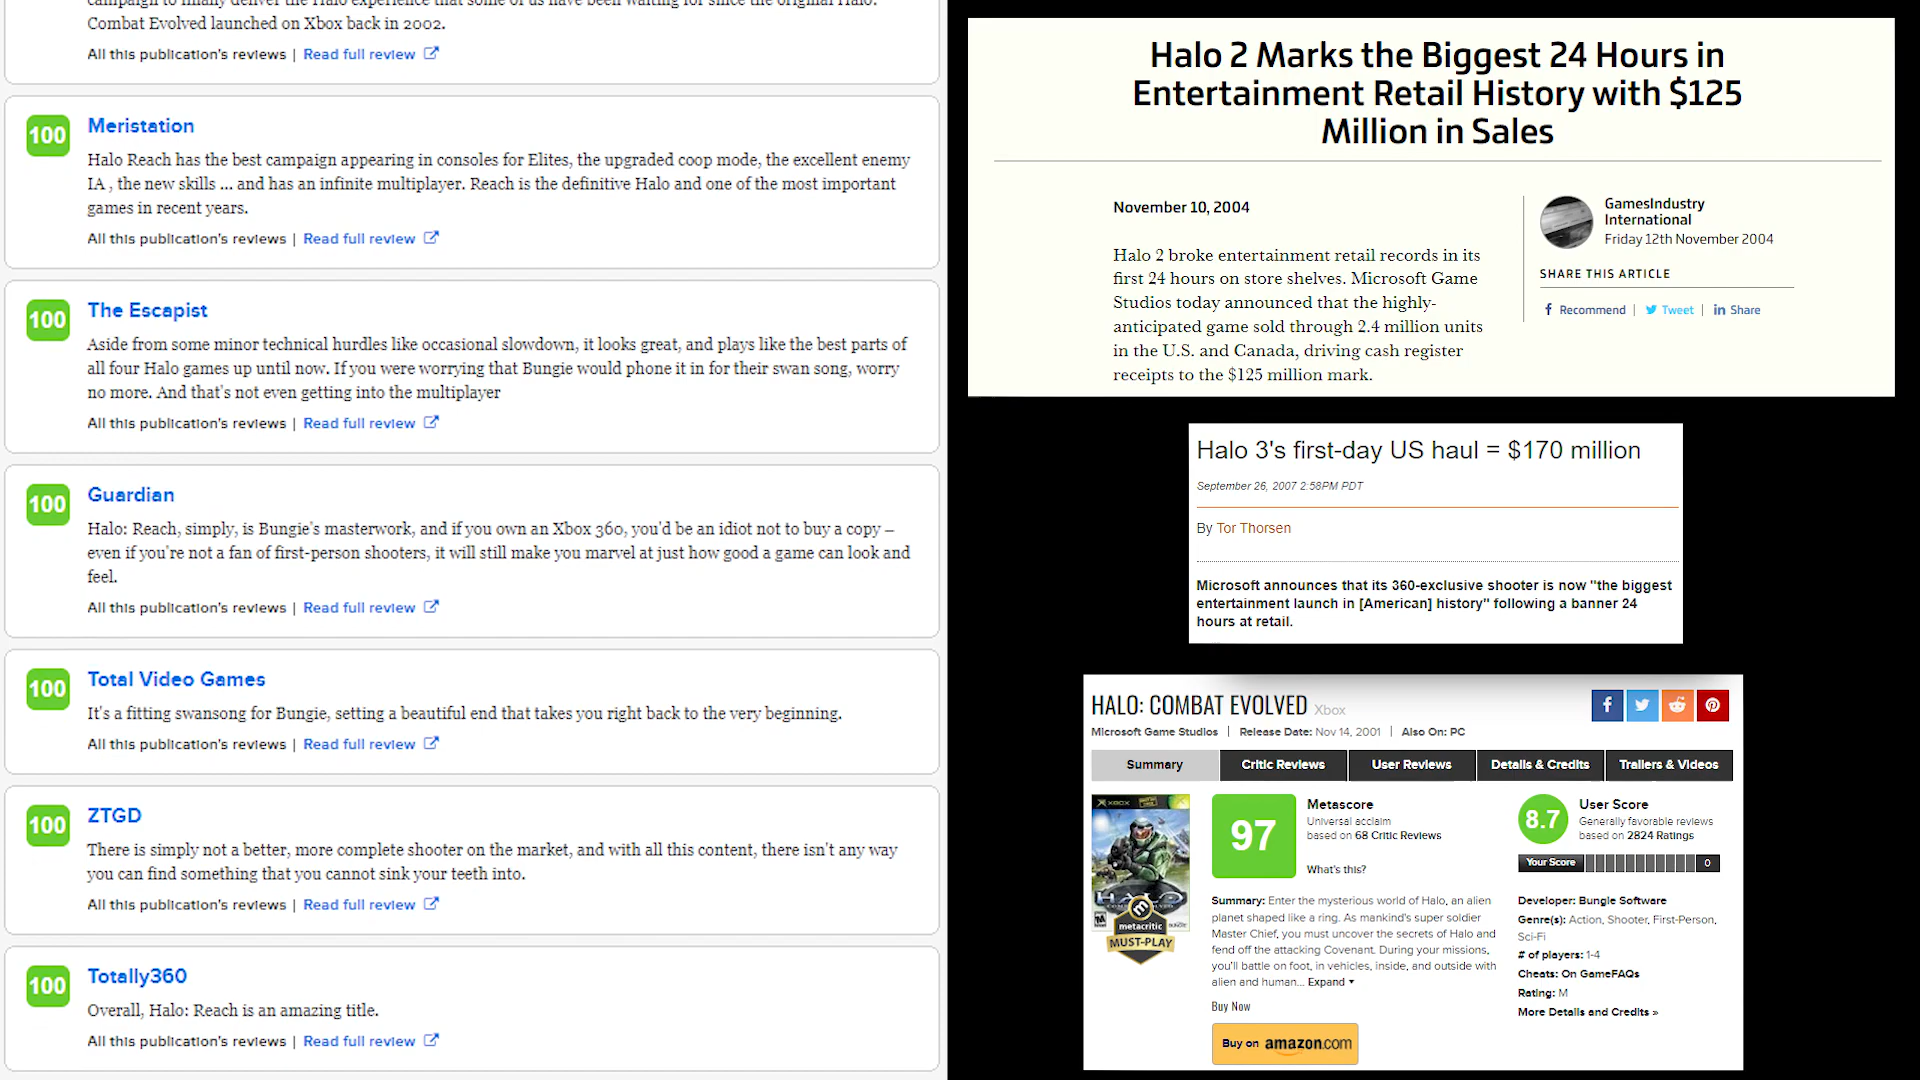 campaign to finally deliver the Halo experience that some of us have been waiting for since the original Halo:
Combat Evolved launched on Xbox back in 2002.
All this publication's reviews | Read full review
100
Meristation
Halo Reach has the best campaign appearing in consoles for Elites, the upgraded coop mode, the excellent enemy
IA , the new skills ... and has an infinite multiplayer. Reach is the definitive Halo and one of the most important
games in recent years.
All this publication's reviews | Read full review
100
The Escapist
Aside from some minor technical hurdles like occasional slowdown, it looks great, and plays like the best parts of
all four Halo games up until now. If you were worrying that Bungie would phone it in for their swan song, worry
no more. And that's not even getting into the multiplayer
All this publication's reviews | Read full review
100
Guardian
Halo: Reach, simply, is Bungie's masterwork, and if you own an Xbox 360, you'd be an idiot not to buy a copy –
even if you're not a fan of first-person shooters, it will still make you marvel at just how good a game can look and
feel.
All this publication's reviews | Read full review
100
Total Video Games
It's a fitting swansong for Bungie, setting a beautiful end that takes you right back to the very beginning.
All this publication's reviews | Read full review
100
ZTGD
There is simply not a better, more complete shooter on the market, and with all this content, there isn't any way
you can find something that you cannot sink your teeth into.
All this publication's reviews | Read full review
100
Totally360
Overall, Halo: Reach is an amazing title.
All this publication's reviews | Read full review
Halo 2 Marks the Biggest 24 Hours in
Entertainment Retail History with $125
Million in Sales
November 10, 2004
Halo 2 broke entertainment retail records in its
first 24 hours on store shelves. Microsoft Game
Studios today announced that the highly-
anticipated game sold through 2.4 million units
in the U.S. and Canada, driving cash register
receipts to the $125 million mark.
GamesIndustry
International
Friday 12th November 2004
SHARE THIS ARTICLE
Recommend | Tweet | Share
Halo 3's first-day US haul = $170 million
September 26, 2007 2:58PM PDT
By Tor Thorsen
Microsoft announces that its 360-exclusive shooter is now "the biggest
entertainment launch in [American] history" following a banner 24
hours at retail.
HALO: COMBAT EVOLVED Xbox
Microsoft Game Studios | Release Date: Nov 14, 2001 | Also On: PC
Summary Critic Reviews User Reviews Details & Credits Trailers & Videos
XBOX
HALO
metacritic
MUST-PLAY
97
Metascore
Universal acclaim
based on 68 Critic Reviews
What's this?
Summary: Enter the mysterious world of Halo, an alien
planet shaped like a ring. As mankind's super soldier
Master Chief, you must uncover the secrets of Halo and
fend off the attacking Covenant. During your missions,
you'll battle on foot, in vehicles, inside, and outside with
alien and human... Expand
Buy Now
Buy on amazon.com
8.7
User Score
Generally favorable reviews
based on 2824 Ratings
Your Score 0
Developer: Bungie Software
Genre(s): Action, Shooter, First-Person,
Sci-Fi
# of players: 1-4
Cheats: On GameFAQs
Rating: M
More Details and Credits »